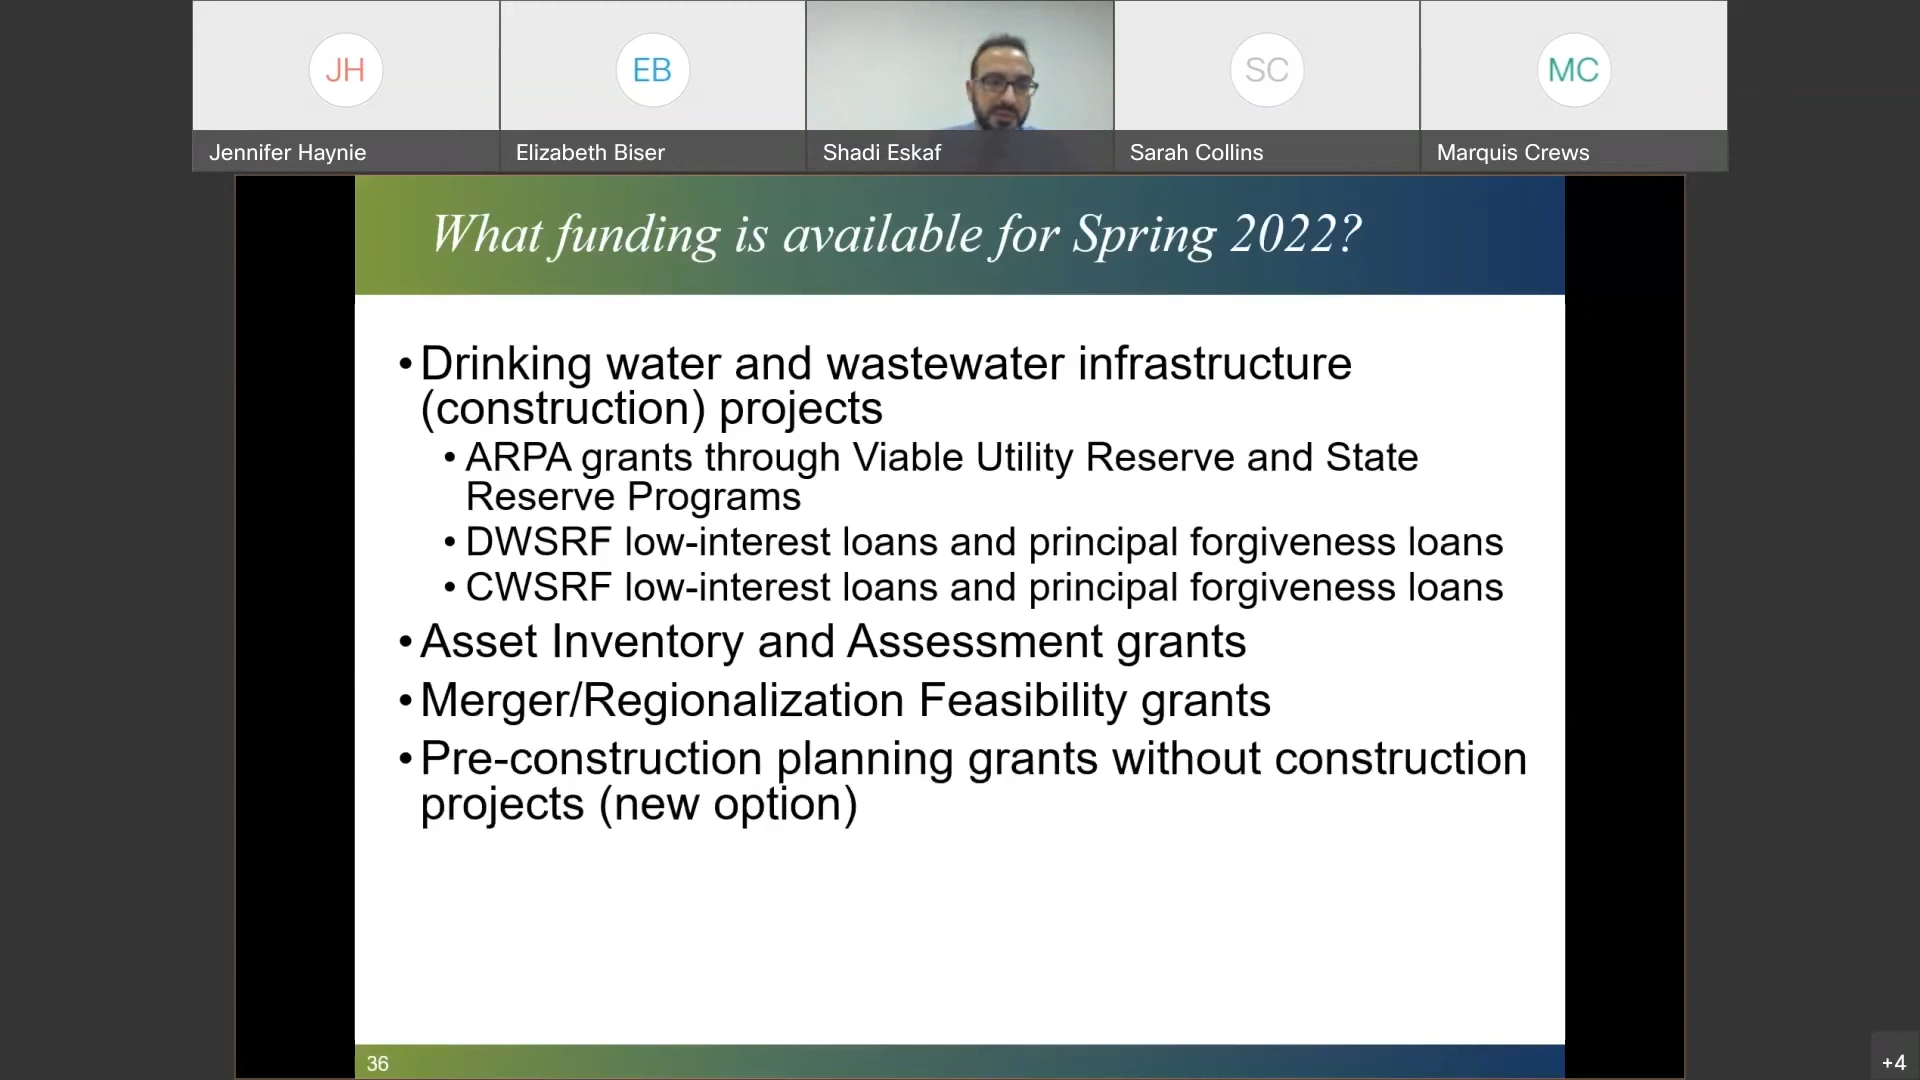 JH
EB
SC
MC
Jennifer Haynie
Elizabeth Biser
Shadi Eskaf
Sarah Collins
Marquis Crews
What funding is available for Spring 2022?
•Drinking water and wastewater infrastructure
(construction) projects
•ARPA grants through Viable Utility Reserve and State
Reserve Programs
•DWSRF low-interest loans and principal forgiveness loans
•CWSRF low-interest loans and principal forgiveness loans
•Asset Inventory and Assessment grants
•Merger/Regionalization Feasibility grants
•Pre-construction planning grants without construction
projects (new option)
36
+4